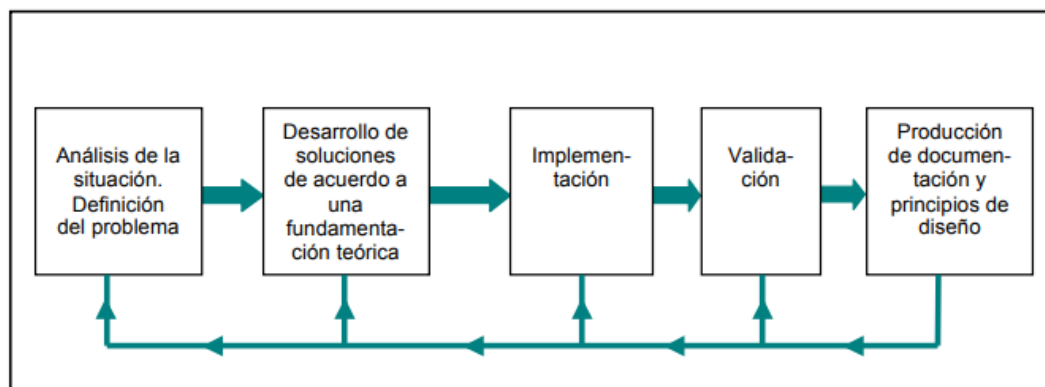 Análisis de la
situación.
Definición
del problema
Desarrollo de
soluciones
de acuerdo a
una
fundamenta-
ción teórica
Implemen-
tación
Valida-
ción
Producción
de documen-
tación y
principios de
diseño